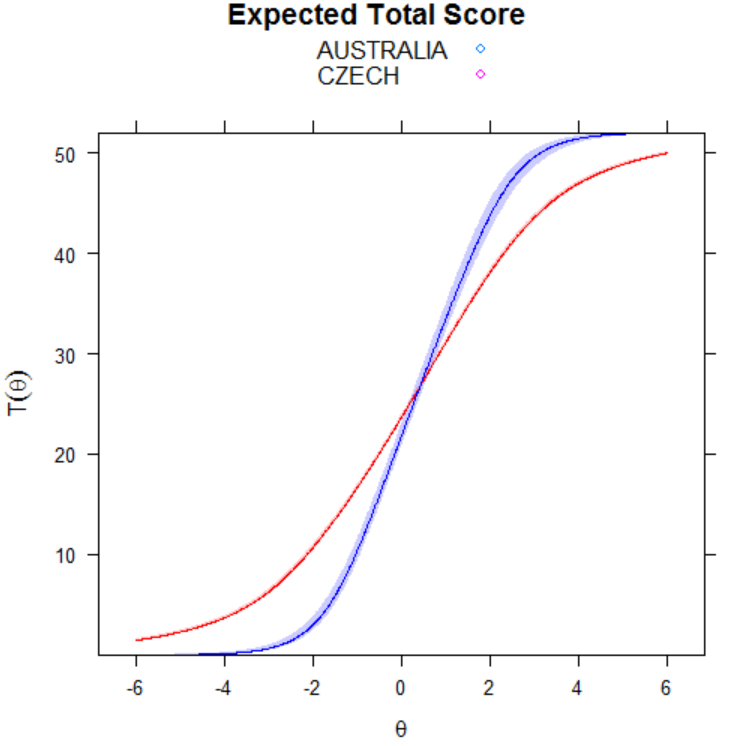 Expected Total Score
AUSTRALIA
CZECH
50
40
30
20
10
T(θ)
-6 -4 -2 0 2 4 6
θ